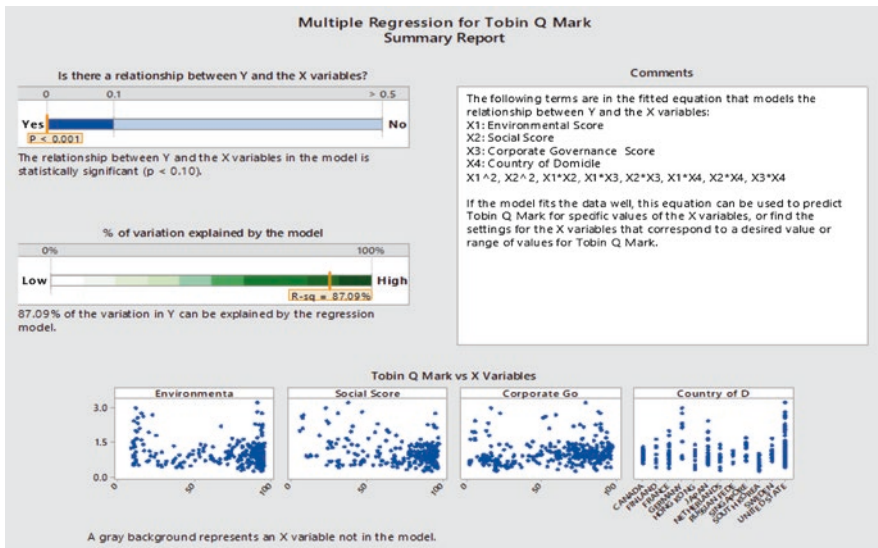 Multiple Regression for Tobin Q Mark
Summary Report
Is there a relationship between Y and the X variables?
0 0.1 > 0.5
Yes No
P < 0.001
The relationship between Y and the X variables in the model is
statistically significant (p < 0.10).
% of variation explained by the model
0% 100%
Low High
R-sq = 87.09%
87.09% of the variation in Y can be explained by the regression
model.
Comments
The following terms are in the fitted equation that models the
relationship between Y and the X variables:
X1: Environmental Score
X2: Social Score
X3: Corporate Governance Score
X4: Country of Domidle
X1^2, X2^2, X1*X2, X1*X3, X2*X3, X1*X4, X2*X4, X3*X4
If the model fits the data well, this equation can be used to predict
Tobin Q Mark for specific values of the X variables, or find the
settings for the X variables that correspond to a desired value or
range of values for Tobin Q Mark.
Tobin Q Mark vs X Variables
Environmenta Social Score Corporate Go Country of D
3.0
1.5
0.0
0 50 100 0 50 100 0 50 100
CANADA
FINLAND
FRANCE
GERMANY
HONG KONG
JAPAN
NETHERLANDS
RUSSIAN FEDE
SINGAPORE
SOUTH KOREA
SWEDEN
UNITED STATE
A gray background represents an X variable not in the model.